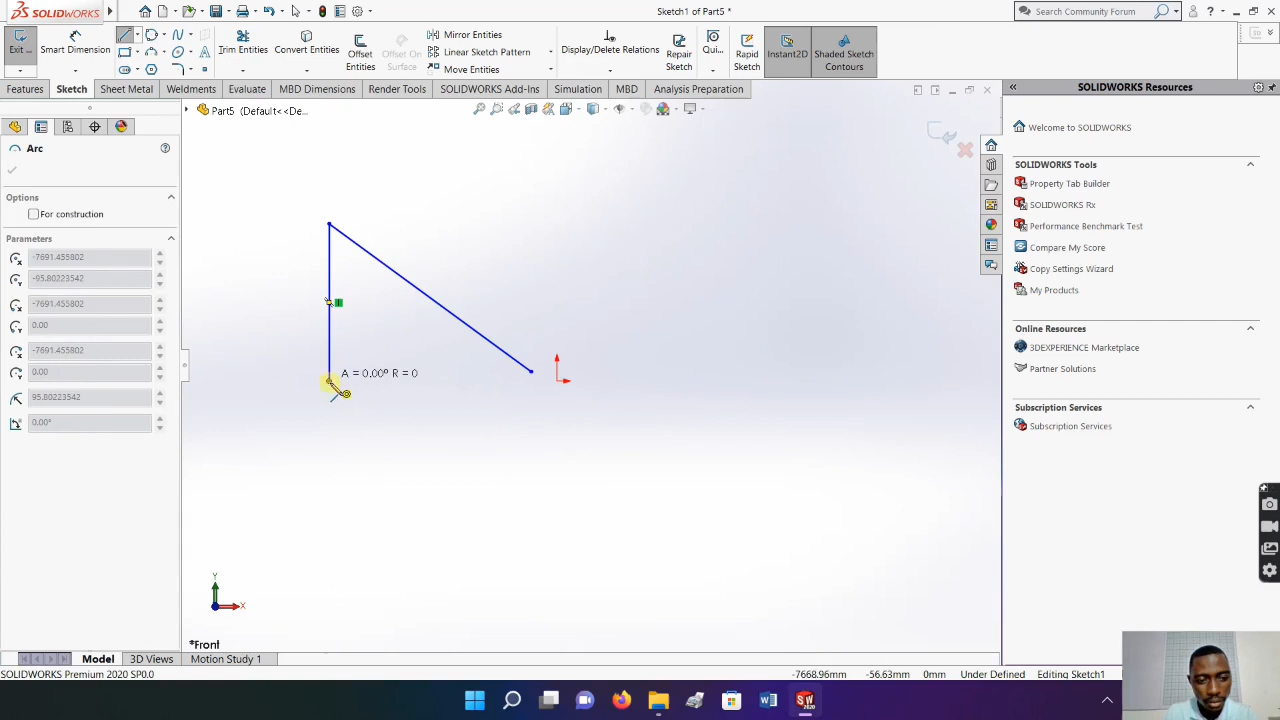 SOLIDWORKS
Sketch1 of Part5 *
Search Community Forum
Exit ...
Smart Dimension
Trim Entities
Convert Entities
Offset Entities
Offset On Surface
Mirror Entities
Linear Sketch Pattern
Move Entities
Display/Delete Relations
Repair Sketch
Qui...
Rapid Sketch
Instant2D
Shaded Sketch Contours
Features
Sketch
Sheet Metal
Weldments
Evaluate
MBD Dimensions
Render Tools
SOLIDWORKS Add-Ins
Simulation
MBD
Analysis Preparation
SOLIDWORKS Resources
Part5 (Default<<De...
Arc
Options
For construction
Parameters
-7691.455802
-95.80223542
-7691.455802
0.00
-7691.455802
0.00
95.80223542
0.00°
A = 0.00° R = 0
Y
X
*Front
Welcome to SOLIDWORKS
SOLIDWORKS Tools
Property Tab Builder
SOLIDWORKS Rx
Performance Benchmark Test
Compare My Score
Copy Settings Wizard
My Products
Online Resources
3DEXPERIENCE Marketplace
Partner Solutions
Subscription Services
Subscription Services
Model
3D Views
Motion Study 1
SOLIDWORKS Premium 2020 SP0.0
-7668.96mm
-56.63mm
0mm
Under Defined
Editing Sketch1